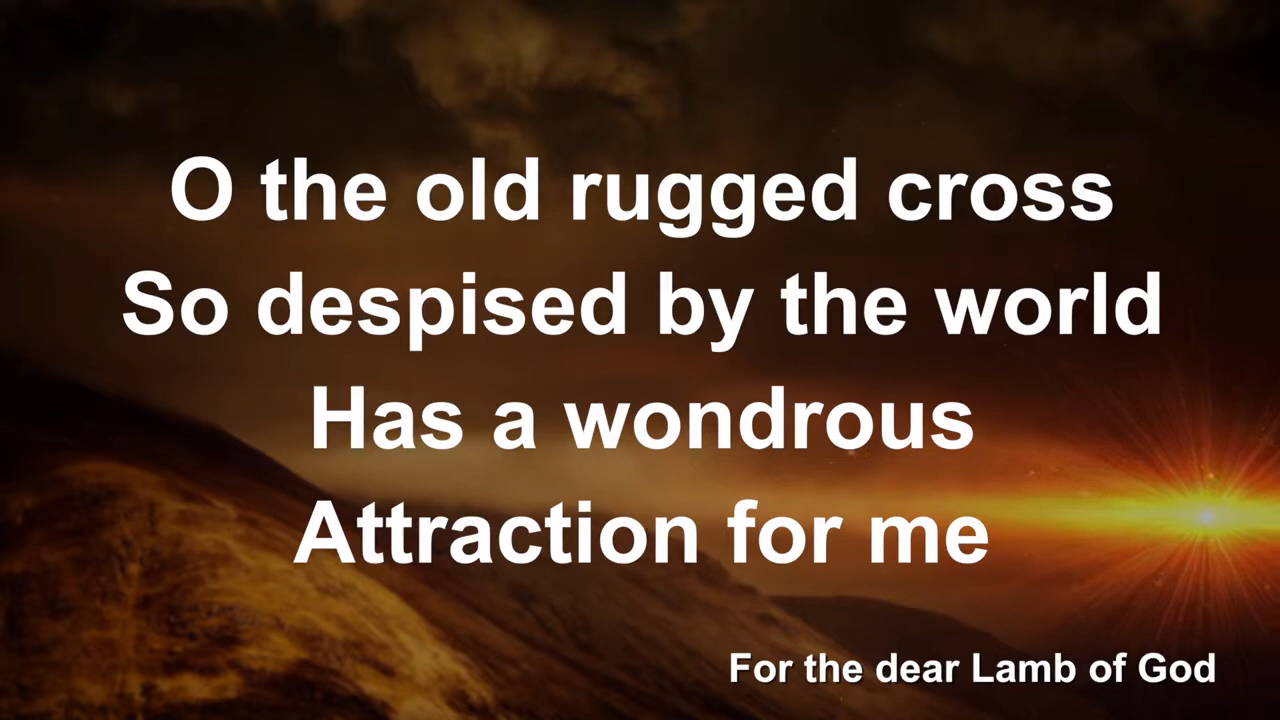 O the old rugged cross
So despised by the world
Has a wondrous
Attraction for me
For the dear Lamb of God